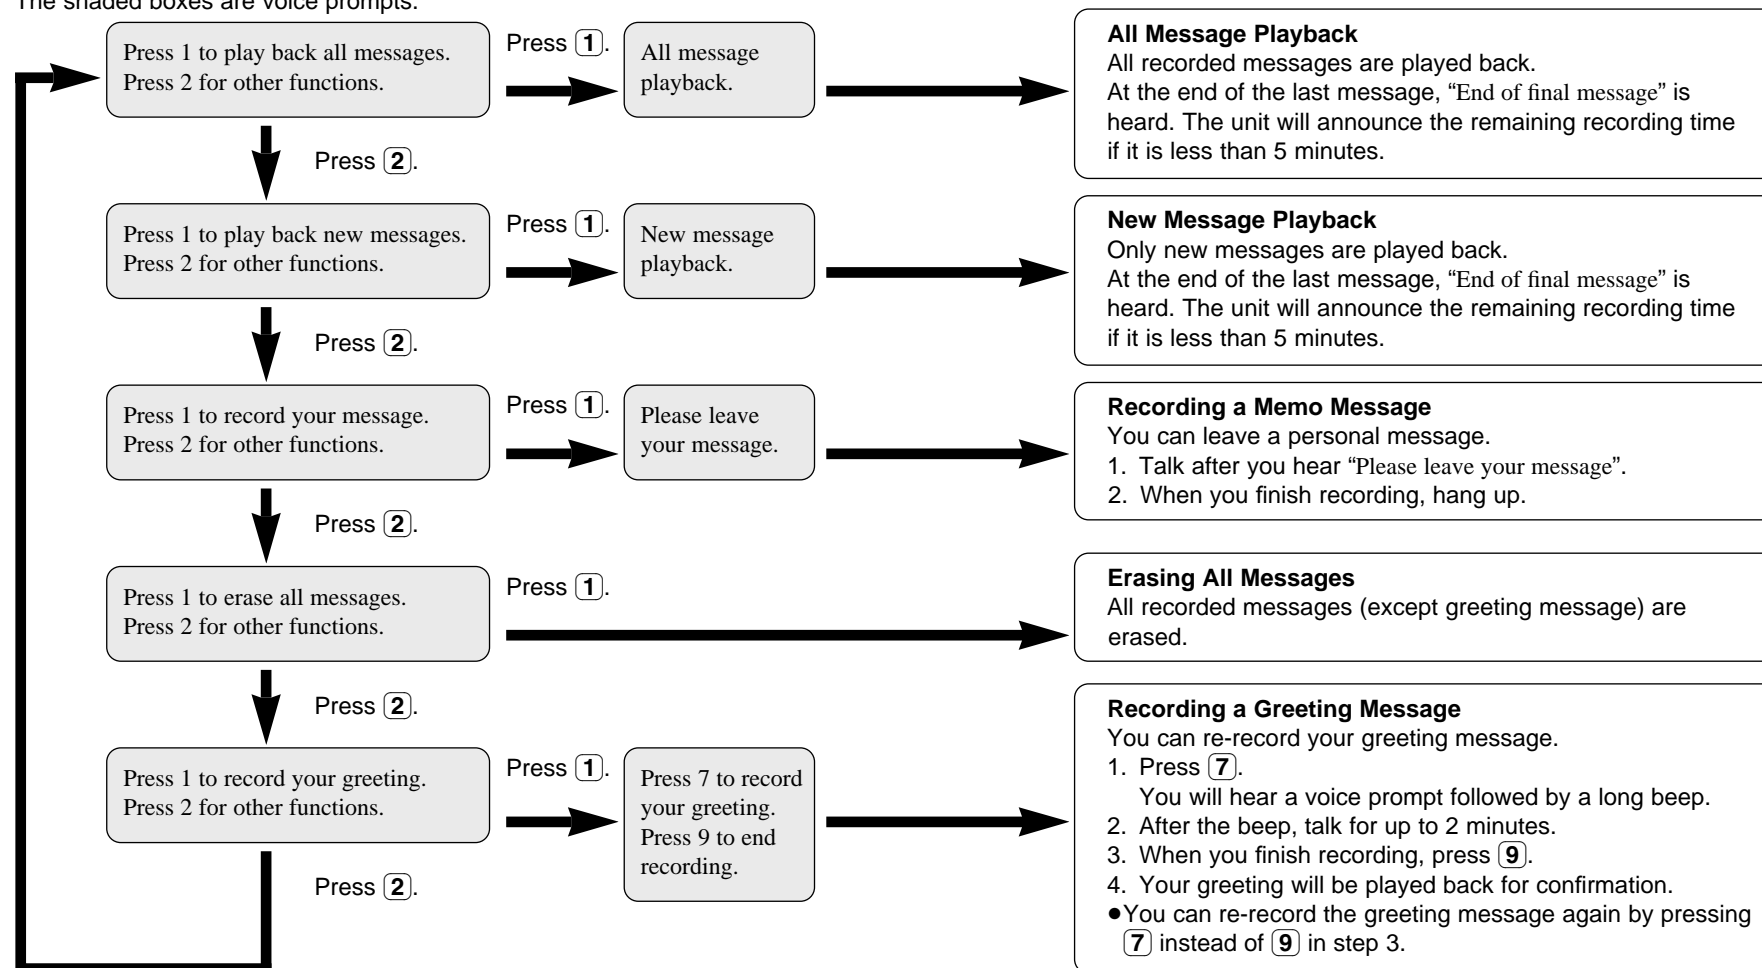 The shaded boxes are voice prompts.
Press 1 to play back all messages.
Press 2 for other functions.
Press 1.
All message
playback.
All Message Playback
All recorded messages are played back.
At the end of the last message, “End of final message” is
heard. The unit will announce the remaining recording time
if it is less than 5 minutes.
Press 2.
Press 1 to play back new messages.
Press 2 for other functions.
Press 1.
New message
playback.
New Message Playback
Only new messages are played back.
At the end of the last message, “End of final message” is
heard. The unit will announce the remaining recording time
if it is less than 5 minutes.
Press 2.
Press 1 to record your message.
Press 2 for other functions.
Press 1.
Please leave
your message.
Recording a Memo Message
You can leave a personal message.
1. Talk after you hear “Please leave your message”.
2. When you finish recording, hang up.
Press 2.
Press 1 to erase all messages.
Press 2 for other functions.
Press 1.
Erasing All Messages
All recorded messages (except greeting message) are
erased.
Press 2.
Press 1 to record your greeting.
Press 2 for other functions.
Press 1.
Press 7 to record
your greeting.
Press 9 to end
recording.
Recording a Greeting Message
You can re-record your greeting message.
1. Press 7.
You will hear a voice prompt followed by a long beep.
2. After the beep, talk for up to 2 minutes.
3. When you finish recording, press 9.
4. Your greeting will be played back for confirmation.
●You can re-record the greeting message again by pressing
7 instead of 9 in step 3.
Press 2.